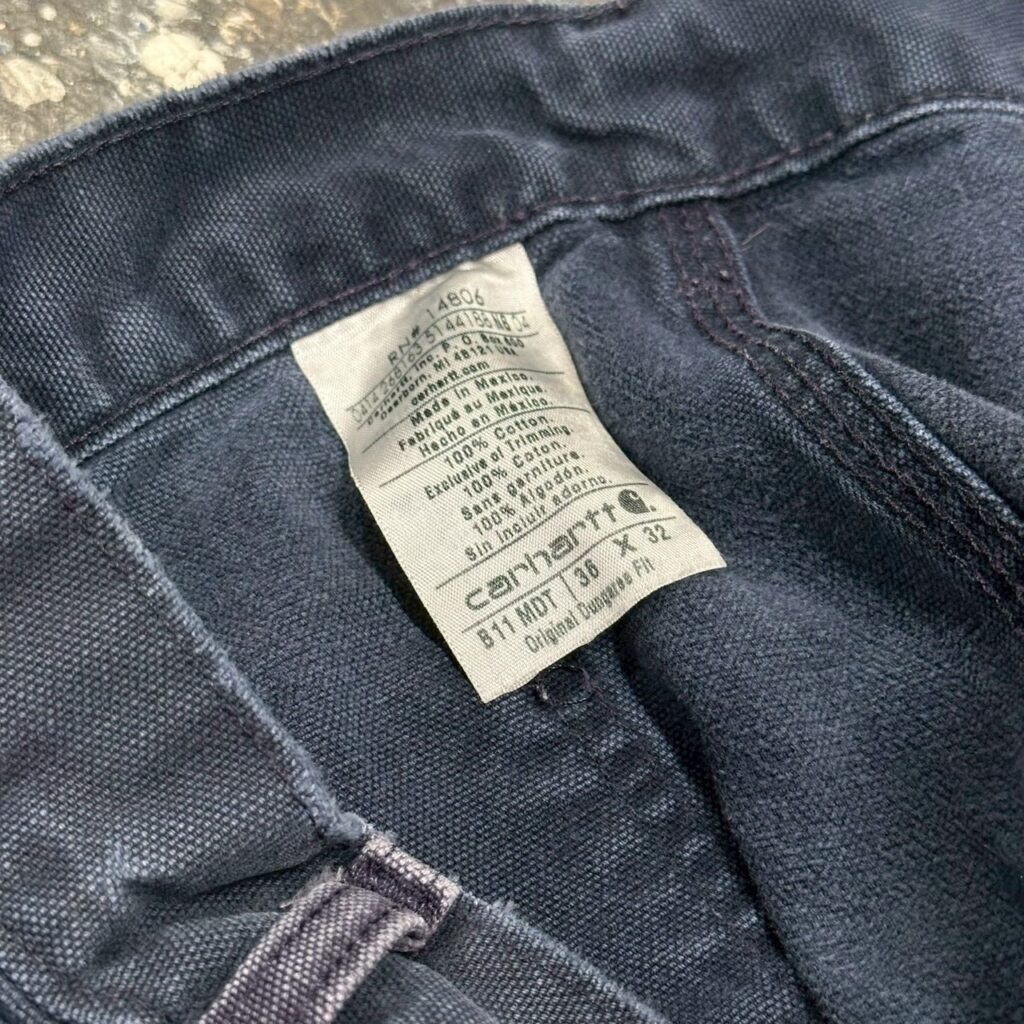 RN# 14806
Carhartt, Inc. P. O. Box 600
Dearborn, MI 48121 USA
carhartt.com
Made in Mexico.
Fabriqué au Mexique.
Hecho en México.
100% Cotton.
Exclusive of Trimming.
100% Coton.
Sans garniture.
100% Algodón.
Sin incluir adorno.
carhartt
B11 MDT 36 X 32
Original Dungaree Fit